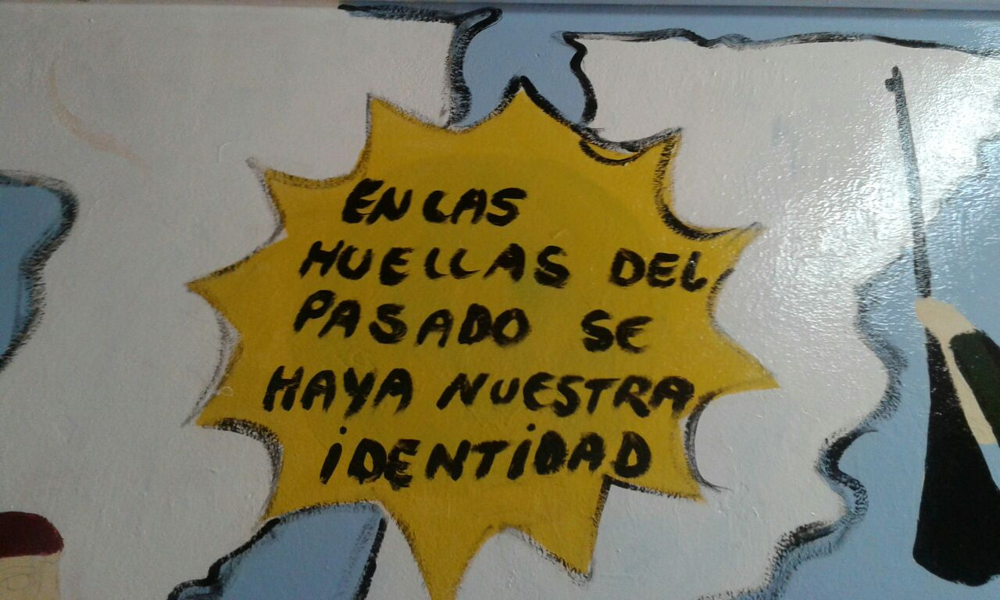 EN LAS
HUELLAS DEL
PASADO SE
HAYA NUESTRA
iDENTiDAD